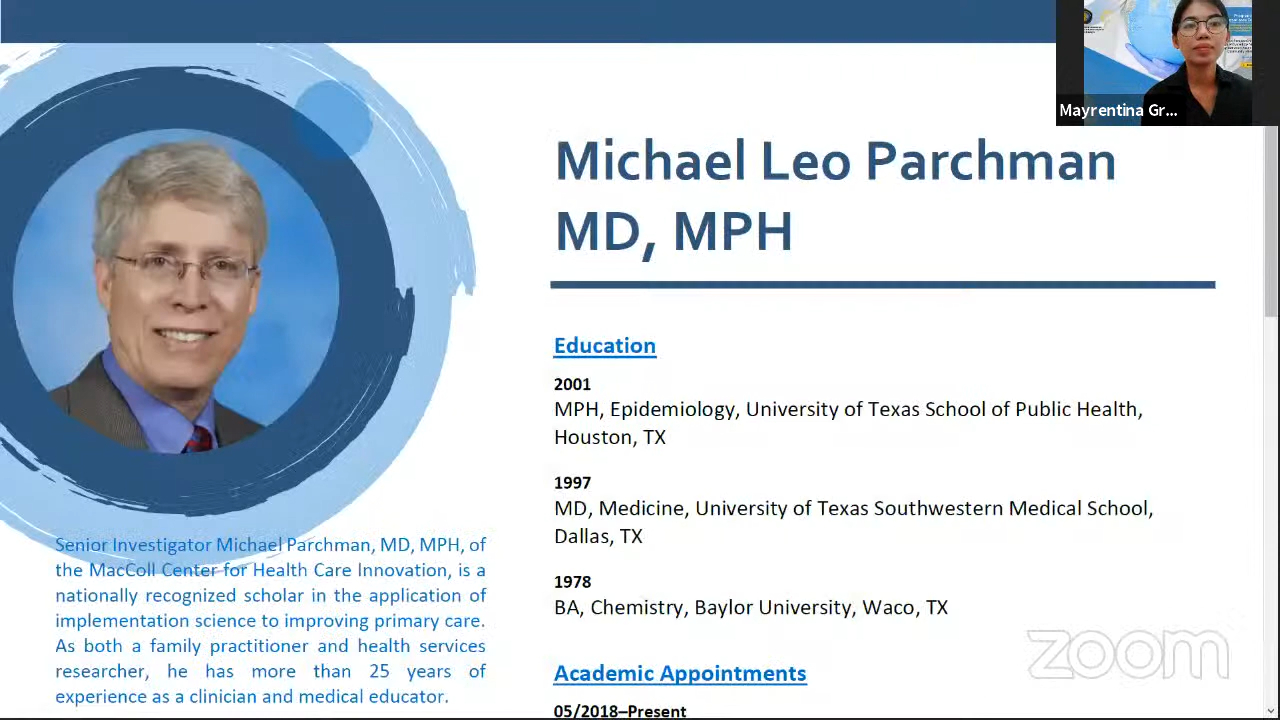 Mayrentina Gr...
Michael Leo Parchman
MD, MPH
Education
2001
MPH, Epidemiology, University of Texas School of Public Health,
Houston, TX
1997
MD, Medicine, University of Texas Southwestern Medical School,
Dallas, TX
1978
BA, Chemistry, Baylor University, Waco, TX
Academic Appointments
05/2018–Present
Senior Investigator Michael Parchman, MD, MPH, of
the MacColl Center for Health Care Innovation, is a
nationally recognized scholar in the application of
implementation science to improving primary care.
As both a family practitioner and health services
researcher, he has more than 25 years of
experience as a clinician and medical educator.
zoom